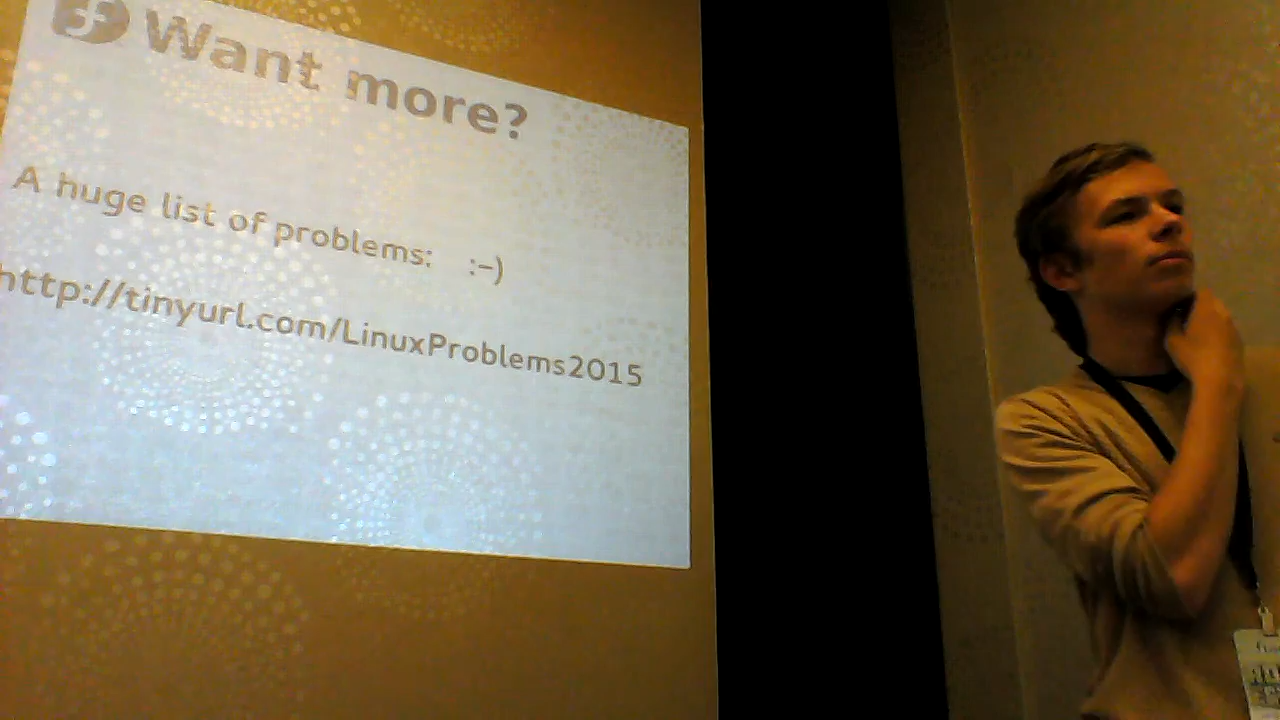 Want more?
A huge list of problems: :-)
http://tinyurl.com/LinuxProblems2015